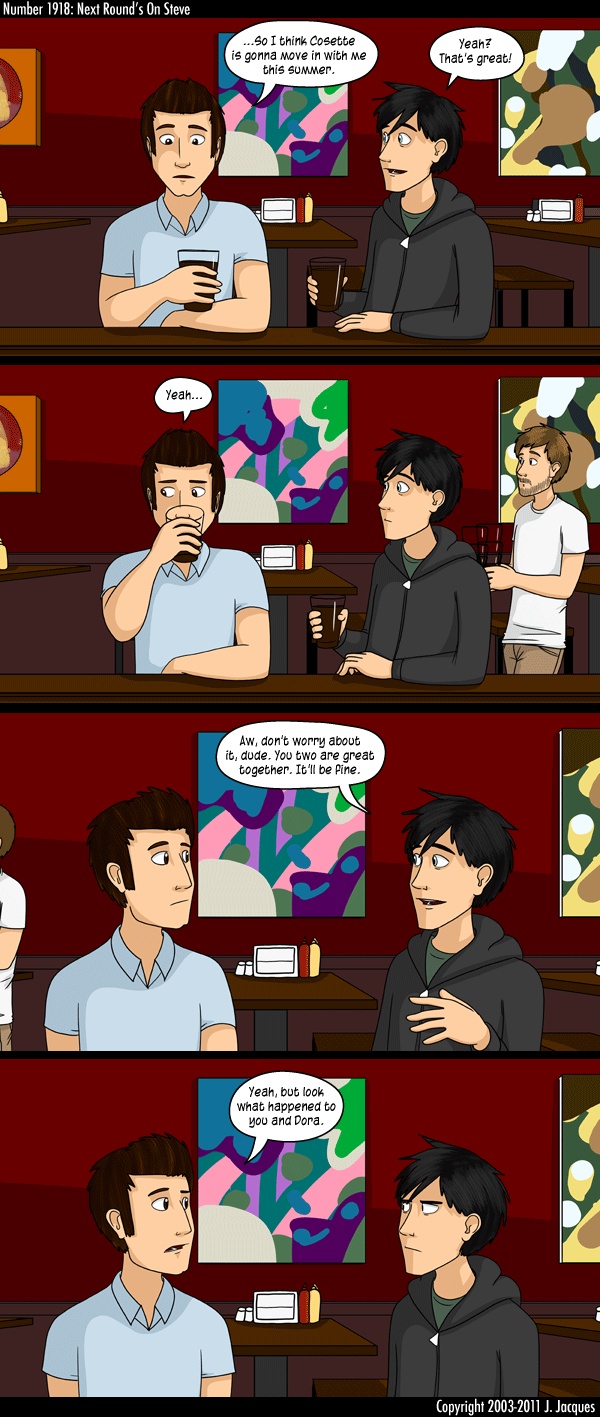 Number 1918: Next Round's On Steve
...So I think Cosette
is gonna move in with me
this summer.
Yeah?
That's great!
Yeah...
Aw, don't worry about
it, dude. You two are great
together. It'll be fine.
Yeah, but look
what happened to
you and Dora.
Copyright 2003-2011 J. Jacques